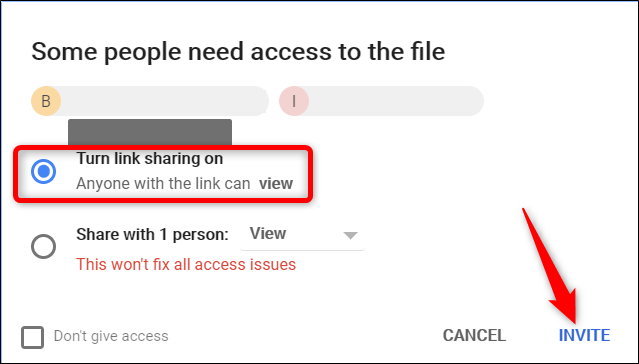 Some people need access to the file
B I
Turn link sharing on
Anyone with the link can view
Share with 1 person: View
This won't fix all access issues
Don't give access CANCEL INVITE